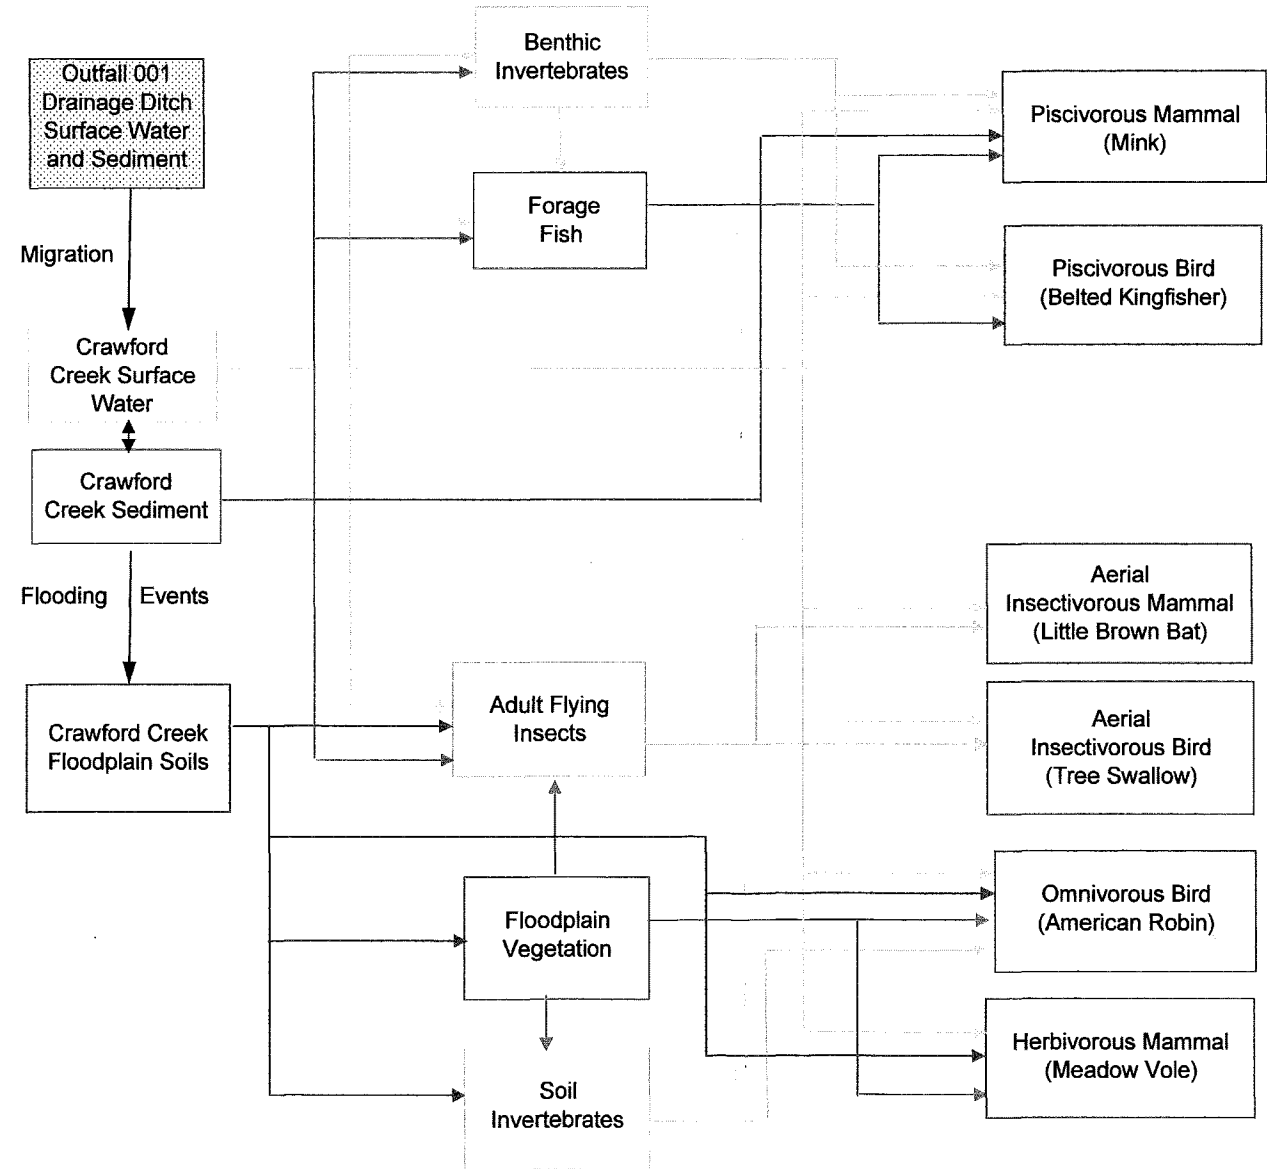 Outfall 001
Drainage Ditch
Surface Water
and Sediment
Migration
Crawford
Creek Surface
Water
Crawford
Creek Sediment
Flooding Events
Crawford Creek
Floodplain Soils
Benthic
Invertebrates
Forage
Fish
Adult Flying
Insects
Floodplain
Vegetation
Soil
Invertebrates
Piscivorous Mammal
(Mink)
Piscivorous Bird
(Belted Kingfisher)
Aerial
Insectivorous Mammal
(Little Brown Bat)
Aerial
Insectivorous Bird
(Tree Swallow)
Omnivorous Bird
(American Robin)
Herbivorous Mammal
(Meadow Vole)